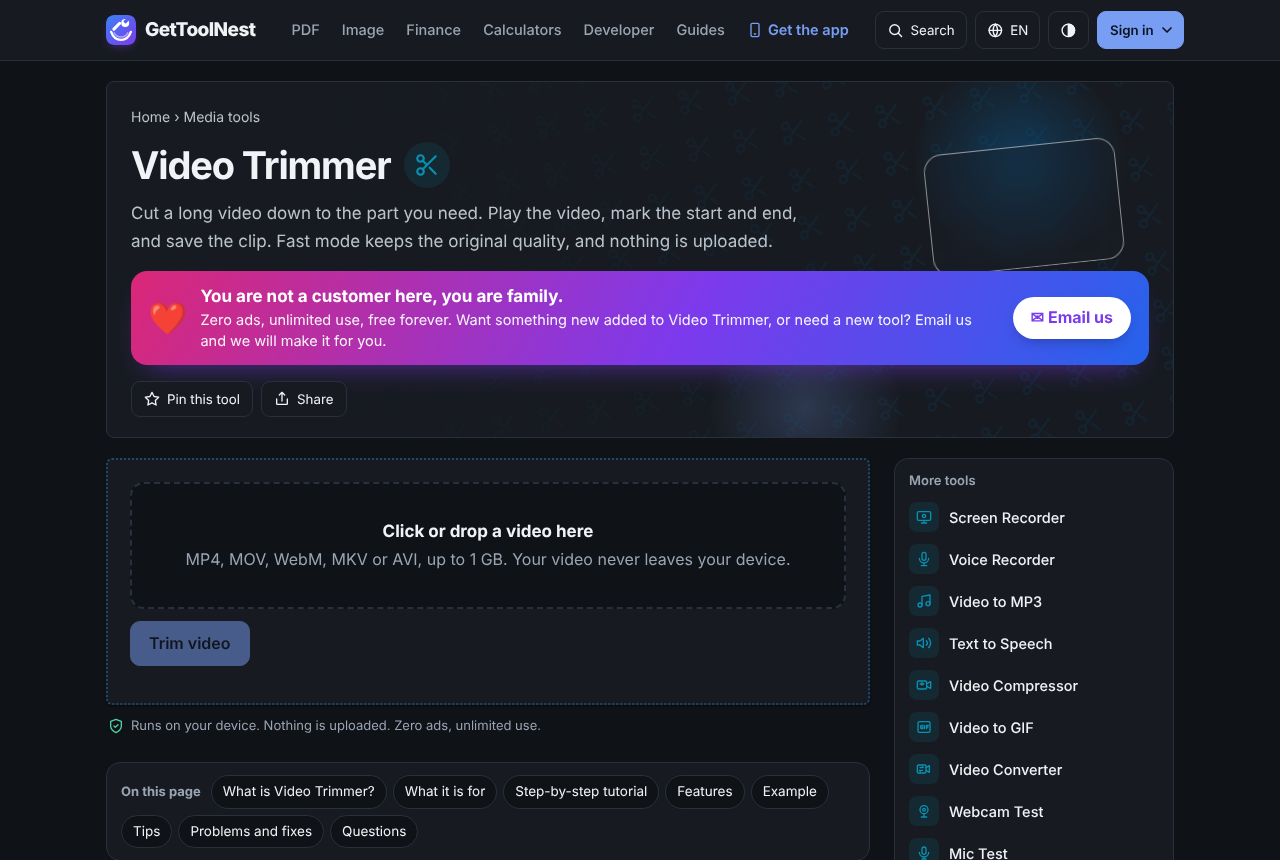 GetToolNest
PDF
Image
Finance
Calculators
Developer
Guides
Get the app
Search
EN
Sign in
Home › Media tools
Video Trimmer
Cut a long video down to the part you need. Play the video, mark the start and end,
and save the clip. Fast mode keeps the original quality, and nothing is uploaded.
You are not a customer here, you are family.
Zero ads, unlimited use, free forever. Want something new added to Video Trimmer, or need a new tool? Email us
and we will make it for you.
✉ Email us
Pin this tool
Share
Click or drop a video here
MP4, MOV, WebM, MKV or AVI, up to 1 GB. Your video never leaves your device.
Trim video
Runs on your device. Nothing is uploaded. Zero ads, unlimited use.
On this page
What is Video Trimmer?
What it is for
Step-by-step tutorial
Features
Example
Tips
Problems and fixes
Questions
More tools
Screen Recorder
Voice Recorder
Video to MP3
Text to Speech
Video Compressor
Video to GIF
Video Converter
Webcam Test
Mic Test